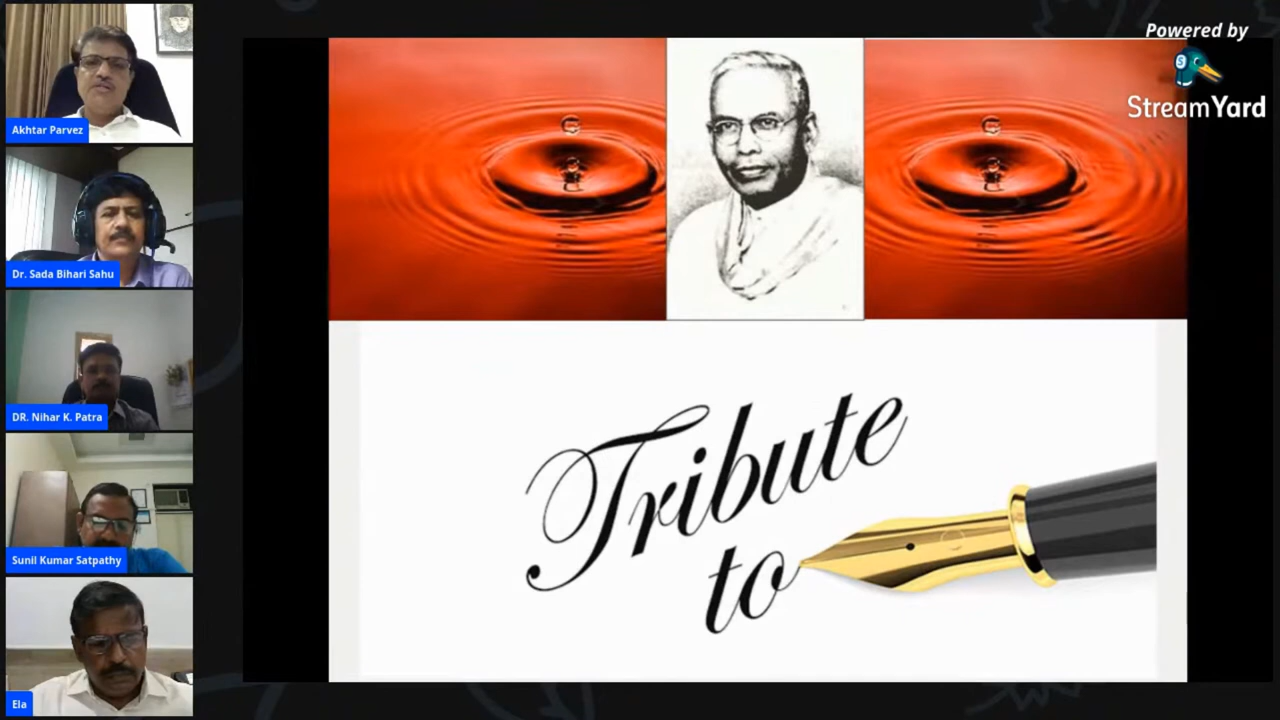 Powered by
StreamYard
Akhtar Parvez
Dr. Sada Bihari Sahu
DR. Nihar K. Patra
Sunil Kumar Satpathy
Ela
Tribute
to